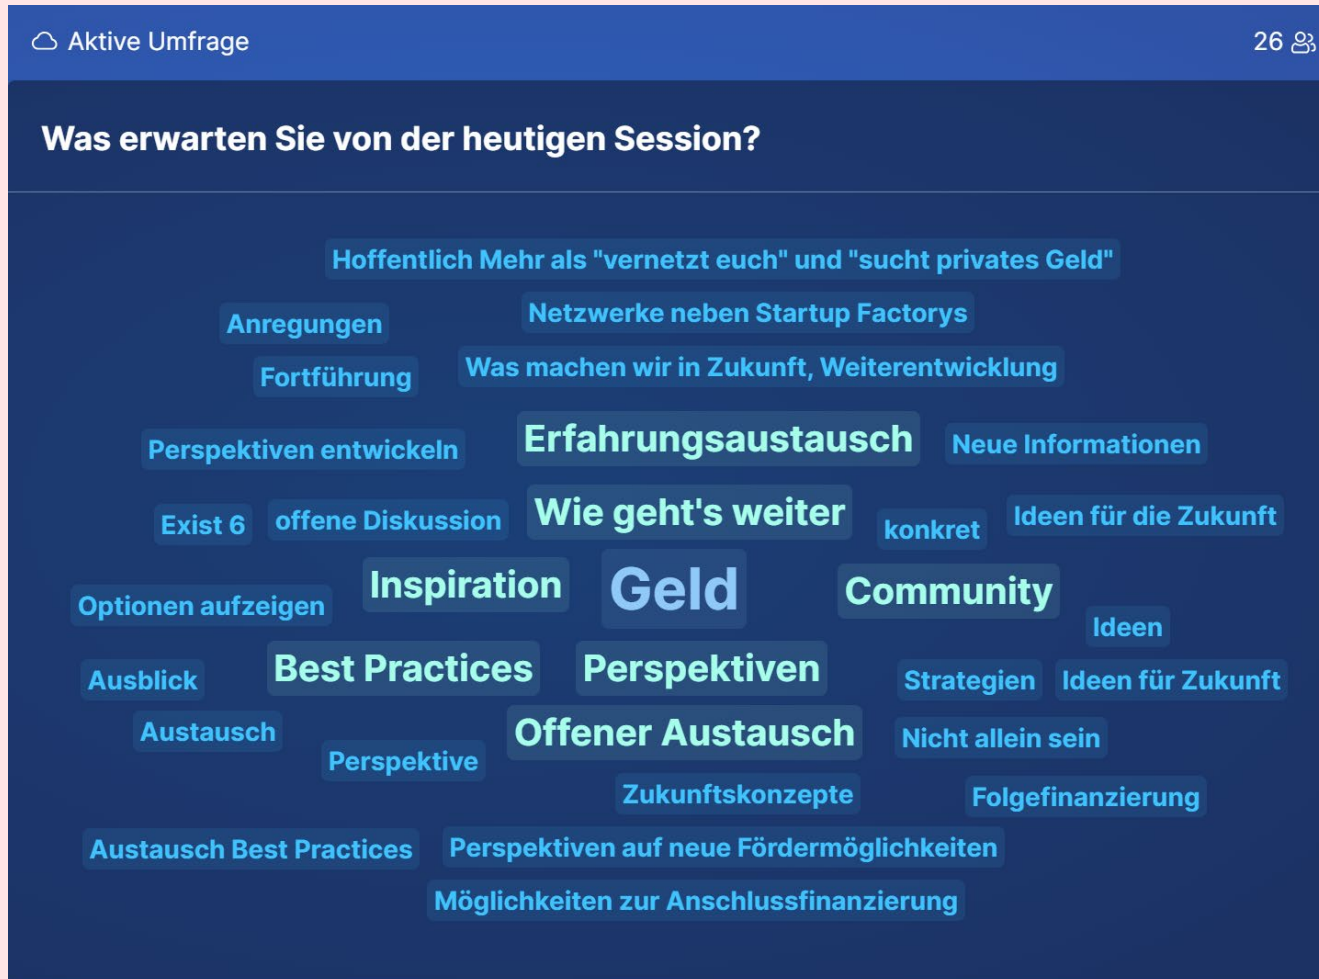 Aktive Umfrage
26
Was erwarten Sie von der heutigen Session?
Hoffentlich Mehr als "vernetzt euch" und "sucht privates Geld"
Netzwerke neben Startup Factorys
Anregungen
Was machen wir in Zukunft, Weiterentwicklung
Fortführung
Erfahrungsaustausch
Perspektiven entwickeln
Neue Informationen
Wie geht's weiter
Exist 6
offene Diskussion
konkret
Ideen für die Zukunft
Inspiration
Geld
Community
Optionen aufzeigen
Ideen
Best Practices
Perspektiven
Ausblick
Strategien
Ideen für Zukunft
Austausch
Offener Austausch
Nicht allein sein
Perspektive
Zukunftskonzepte
Folgefinanzierung
Austausch Best Practices
Perspektiven auf neue Fördermöglichkeiten
Möglichkeiten zur Anschlussfinanzierung